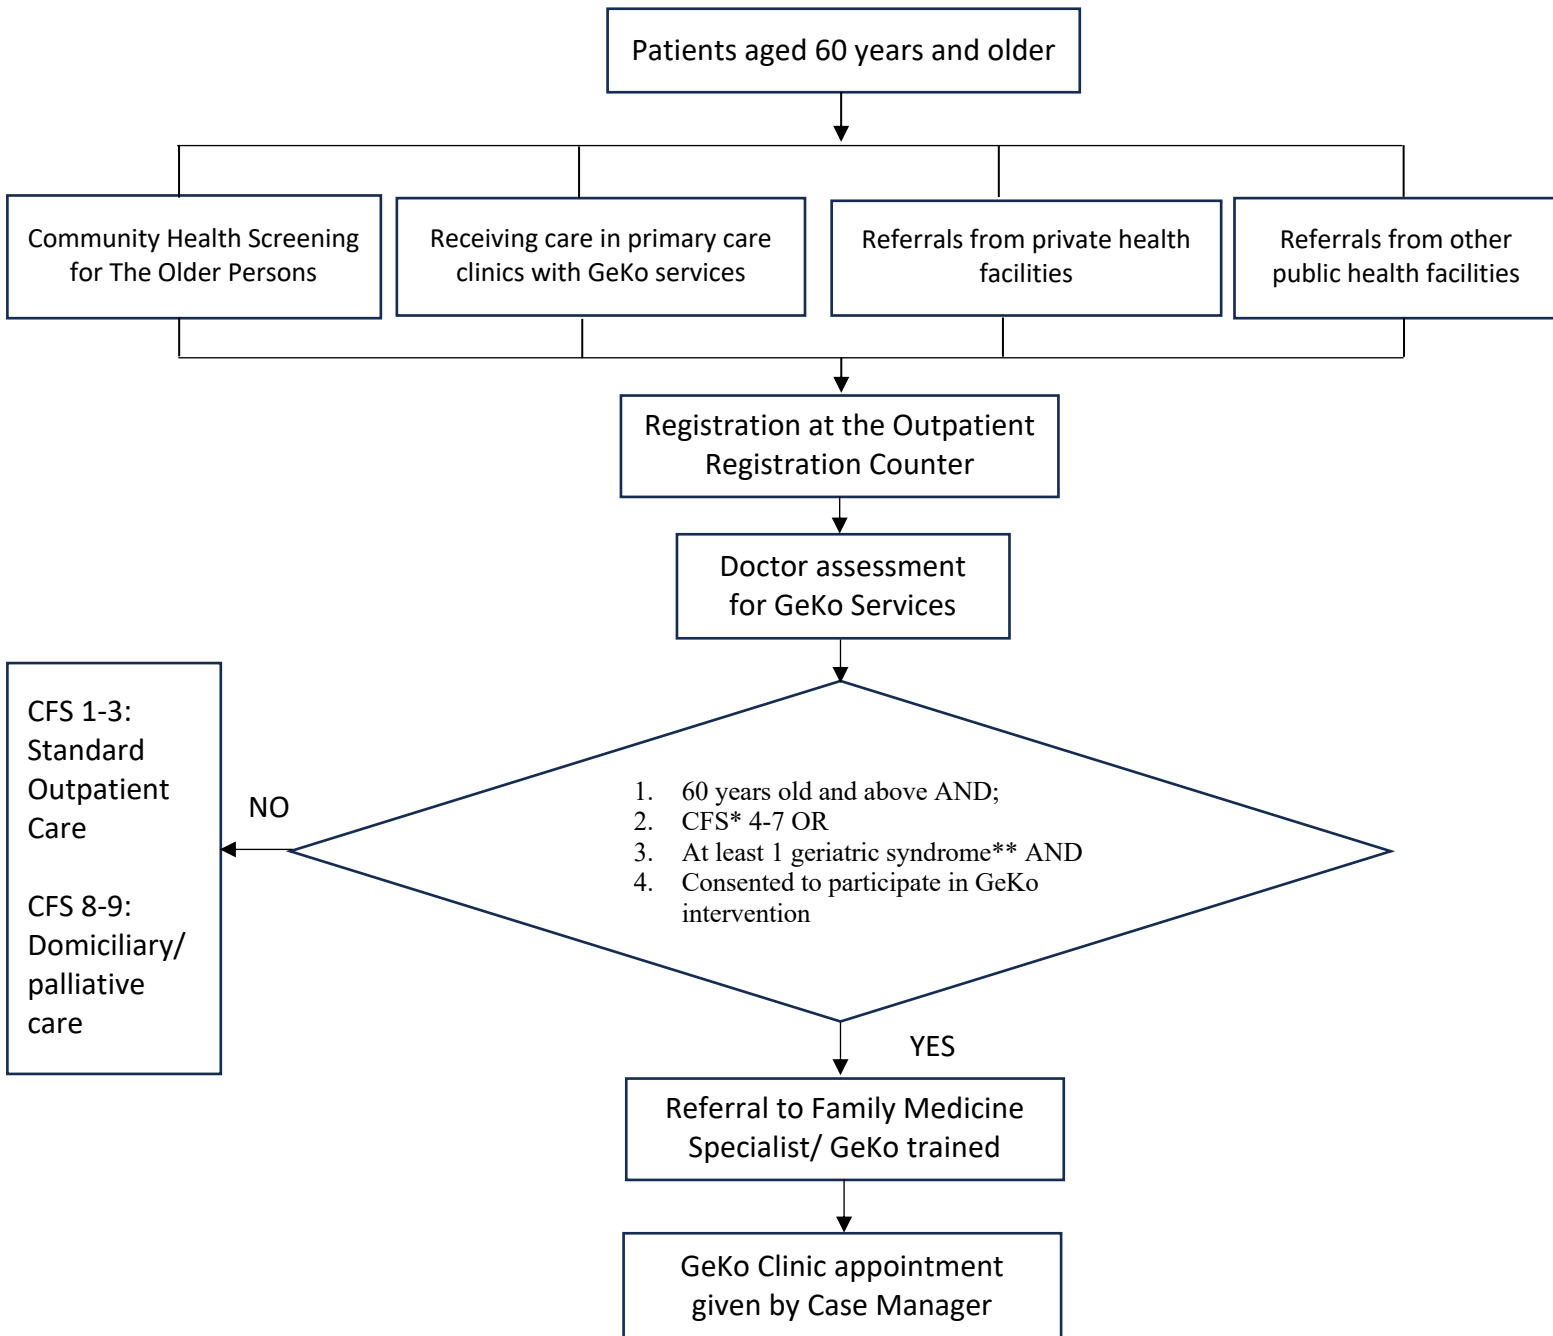 Patients aged 60 years and older
Community Health Screening
for The Older Persons
Receiving care in primary care
clinics with GeKo services
Referrals from private health
facilities
Referrals from other
public health facilities
Registration at the Outpatient
Registration Counter
Doctor assessment
for GeKo Services
CFS 1-3:
Standard
Outpatient
Care
CFS 8-9:
Domiciliary/
palliative
care
NO
1. 60 years old and above AND;
2. CFS* 4-7 OR
3. At least 1 geriatric syndrome** AND
4. Consented to participate in GeKo
intervention
YES
Referral to Family Medicine
Specialist/ GeKo trained
GeKo Clinic appointment
given by Case Manager